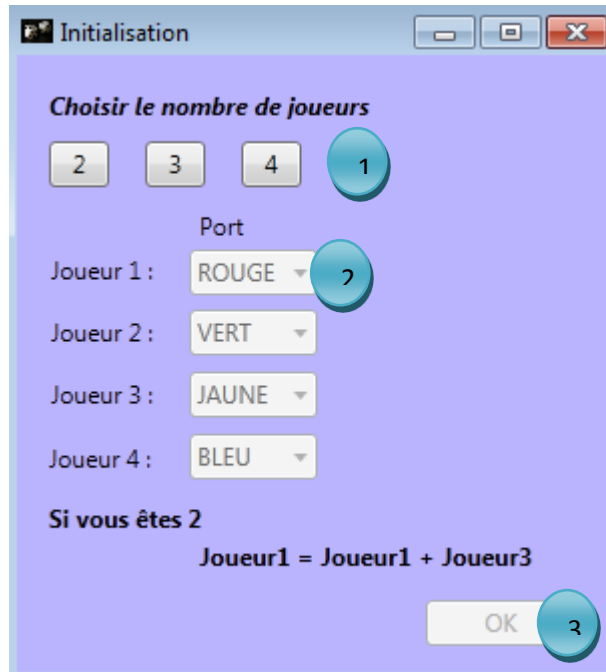 Initialisation
Choisir le nombre de joueurs
2 3 4 1
Port
Joueur 1 : ROUGE 2
Joueur 2 : VERT
Joueur 3 : JAUNE
Joueur 4 : BLEU
Si vous êtes 2
Joueur1 = Joueur1 + Joueur3
OK 3